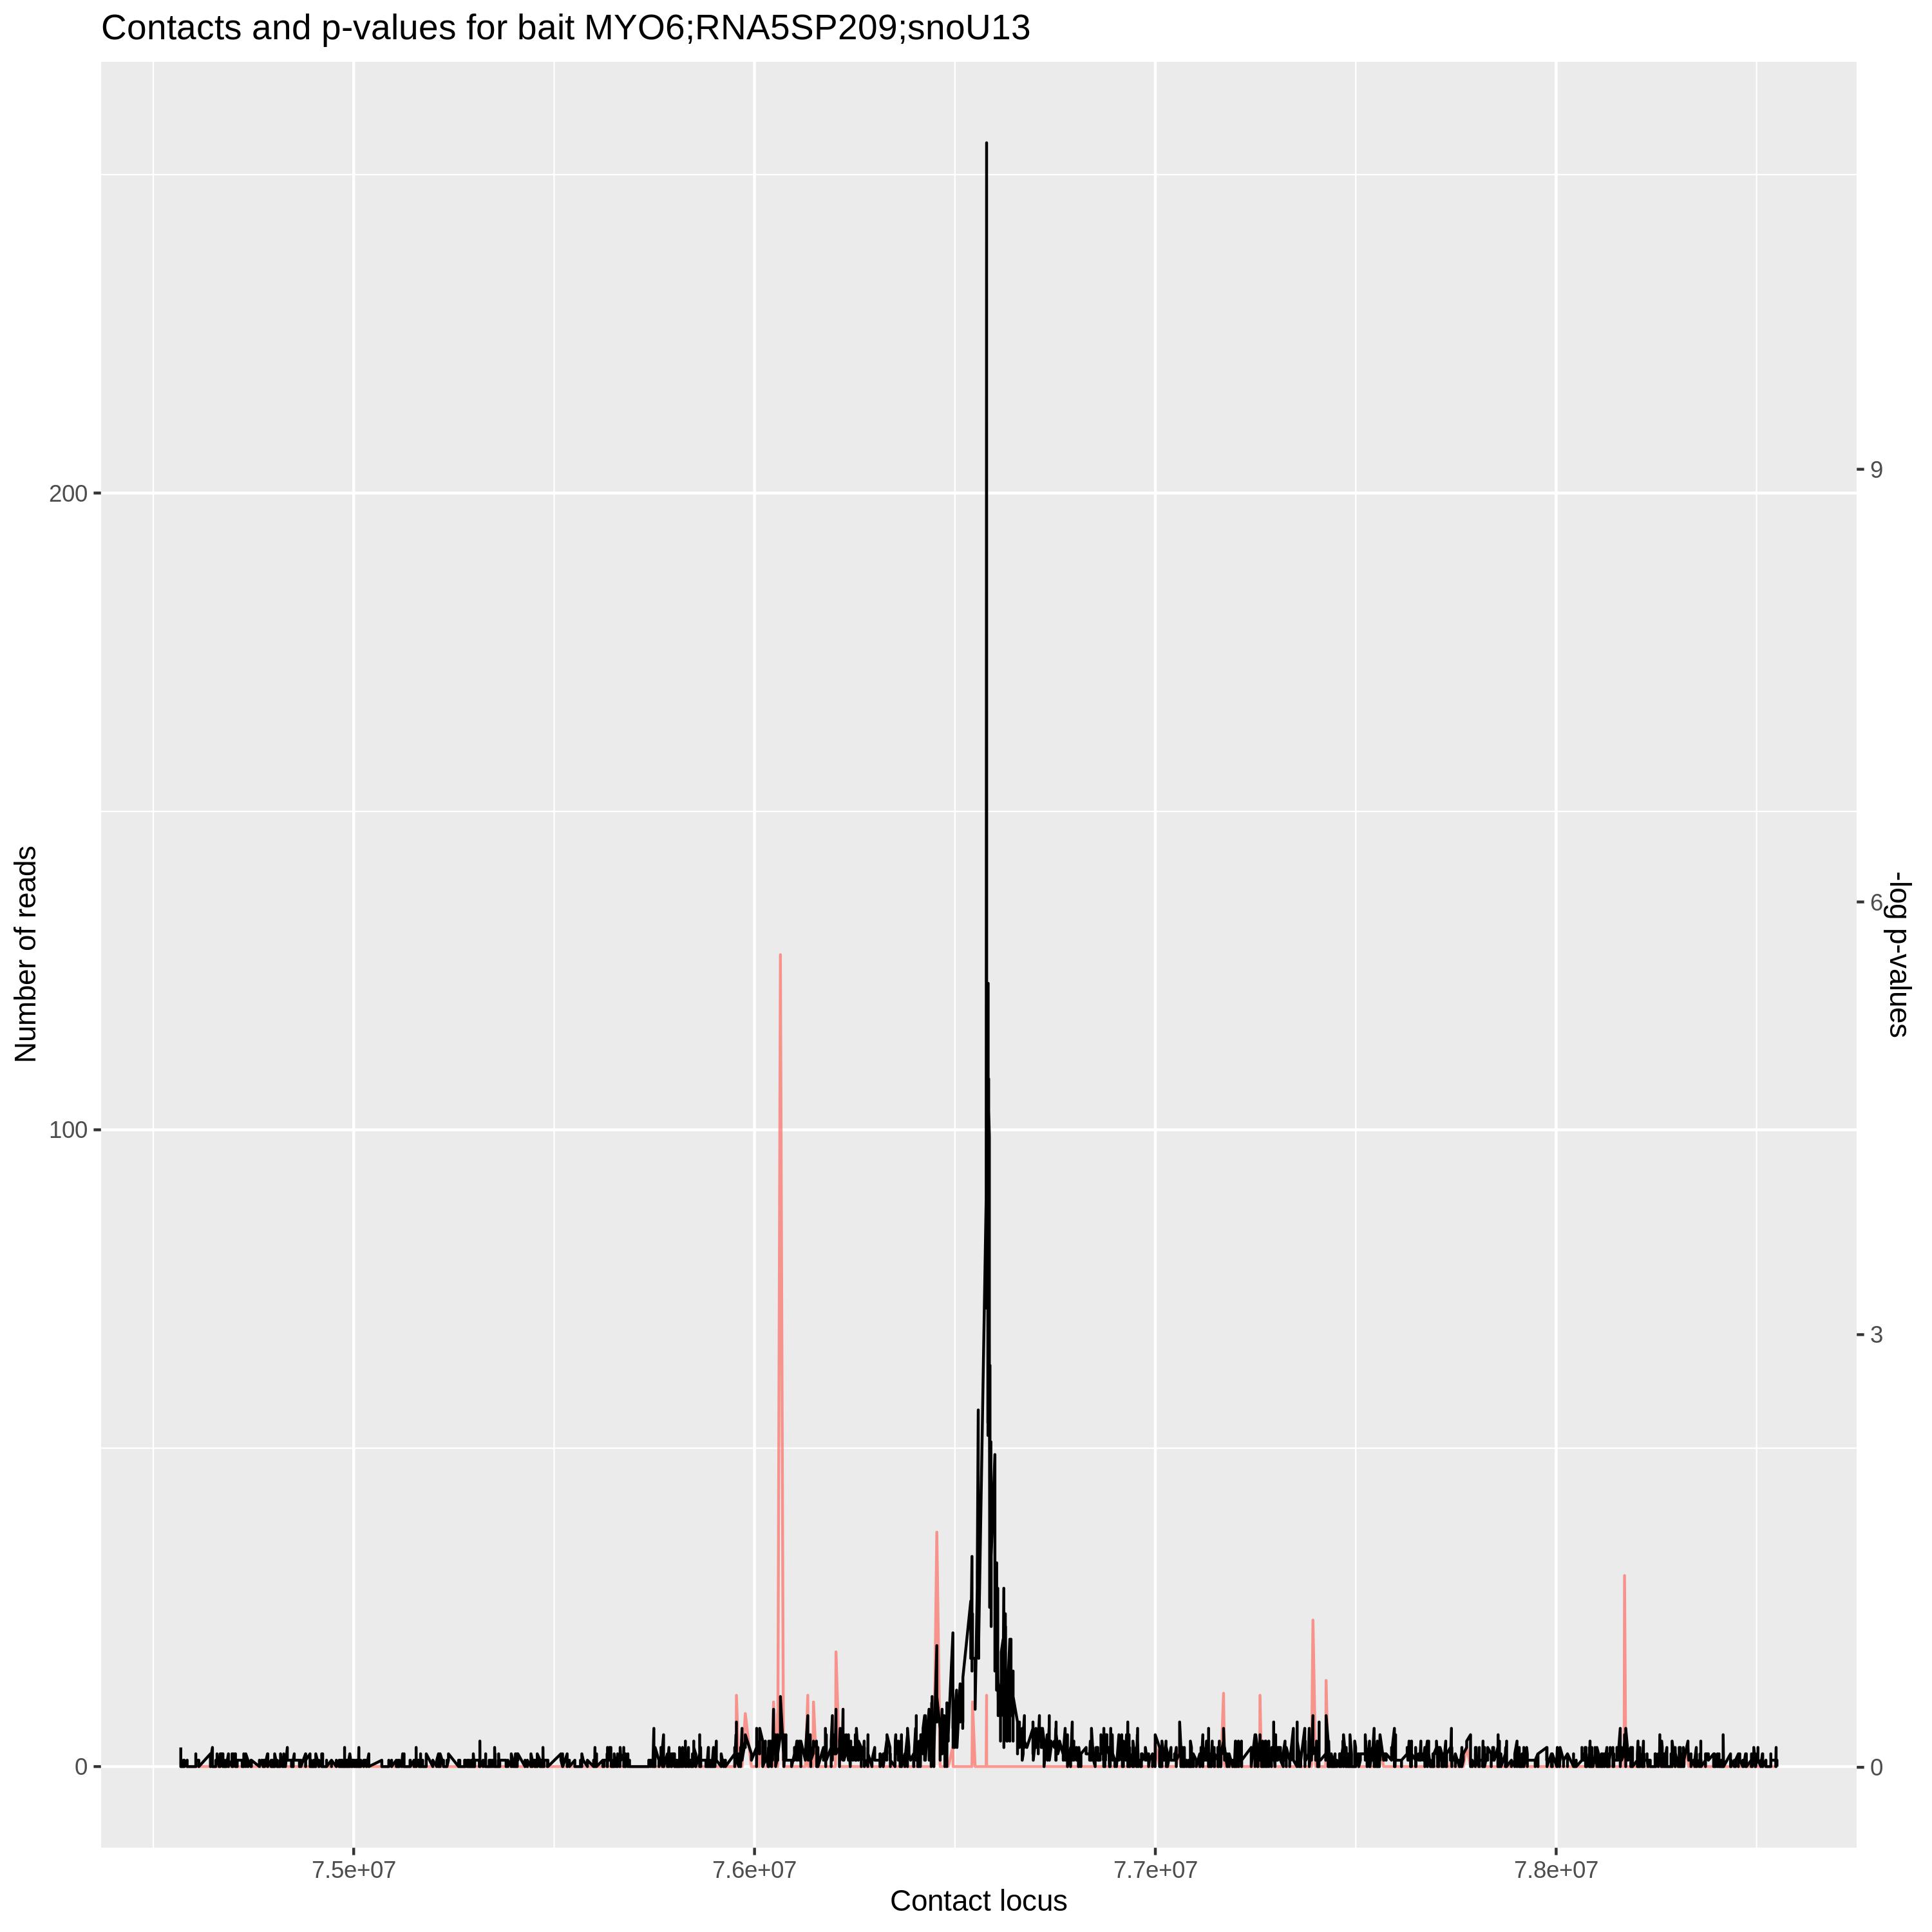 Contacts and p-values for bait MYO6;RNA5SP209;snoU13
Number of reads
200
100
0
9
6
3
0
-log p-values
7.5e+07 7.6e+07 7.7e+07 7.8e+07
Contact locus